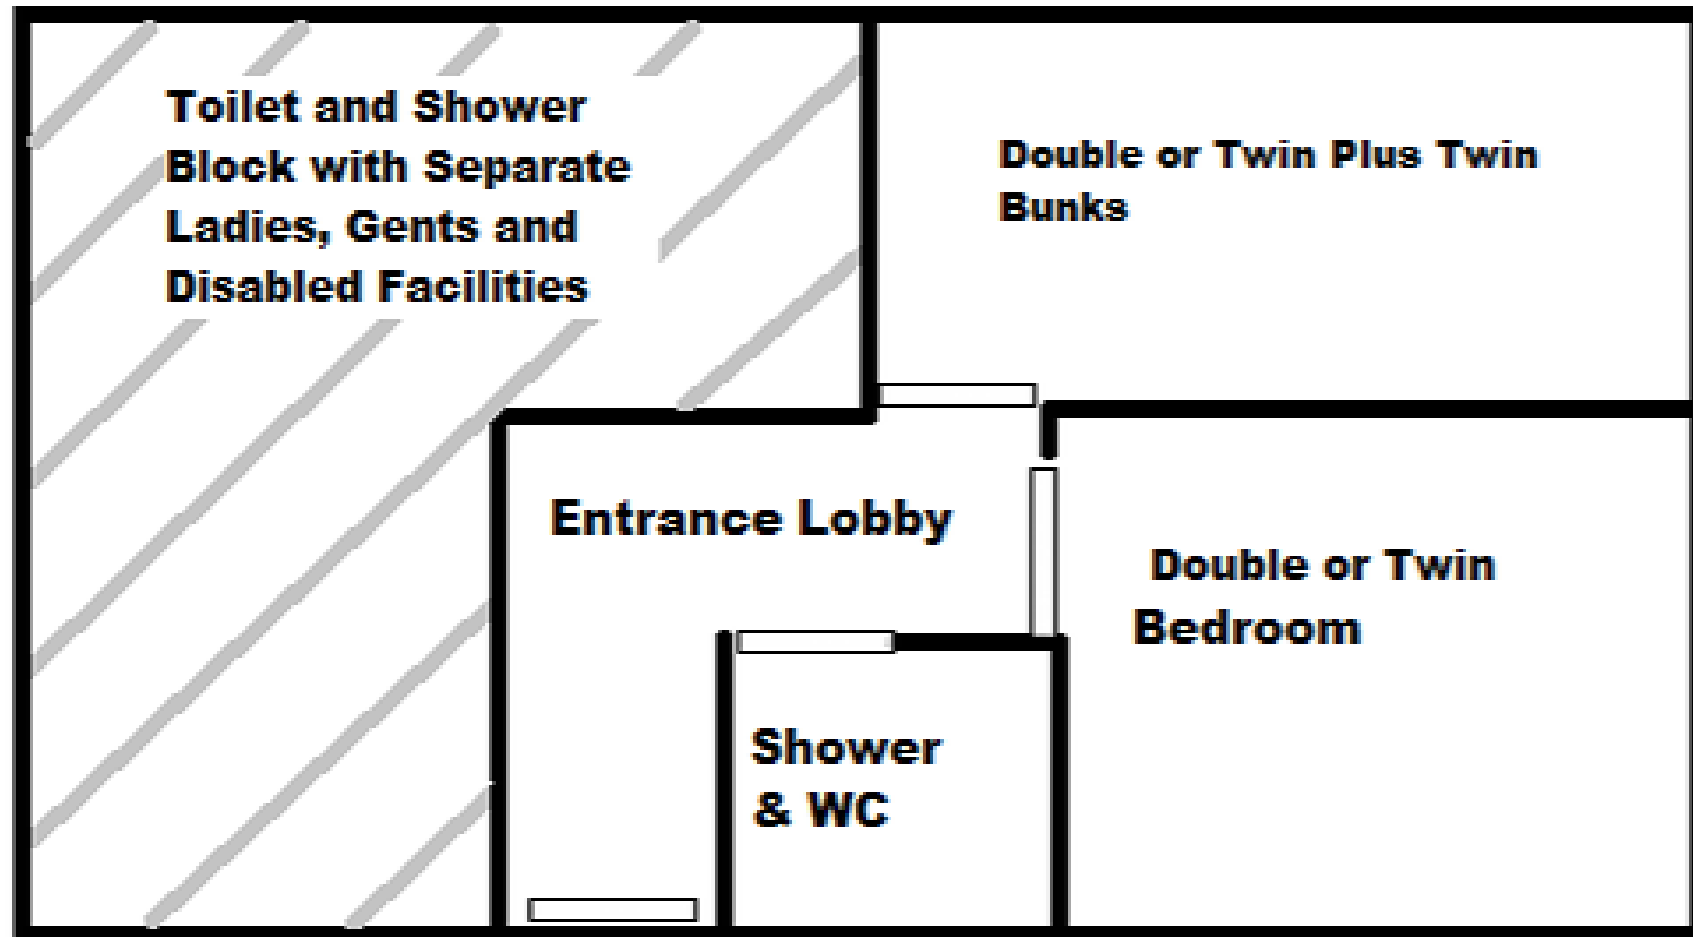 Toilet and Shower
Block with Separate
Ladies, Gents and
Disabled Facilities
Double or Twin Plus Twin
Bunks
Entrance Lobby
Double or Twin
Bedroom
Shower
& WC